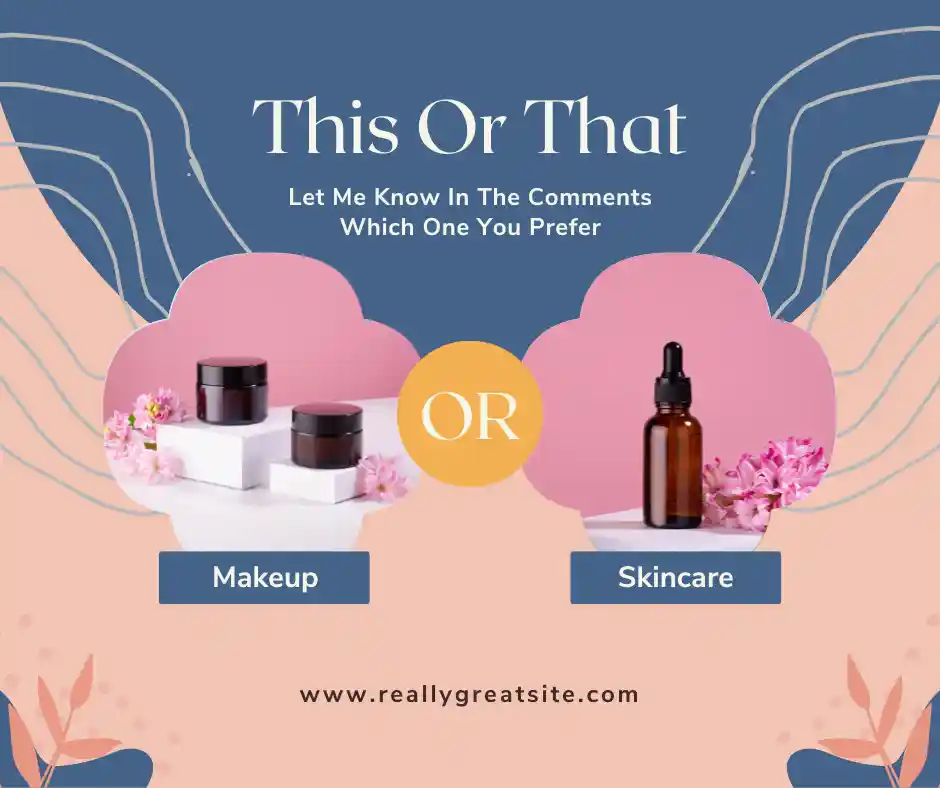 This Or That
Let Me Know In The Comments
Which One You Prefer
OR
Makeup
Skincare
www.reallygreatsite.com